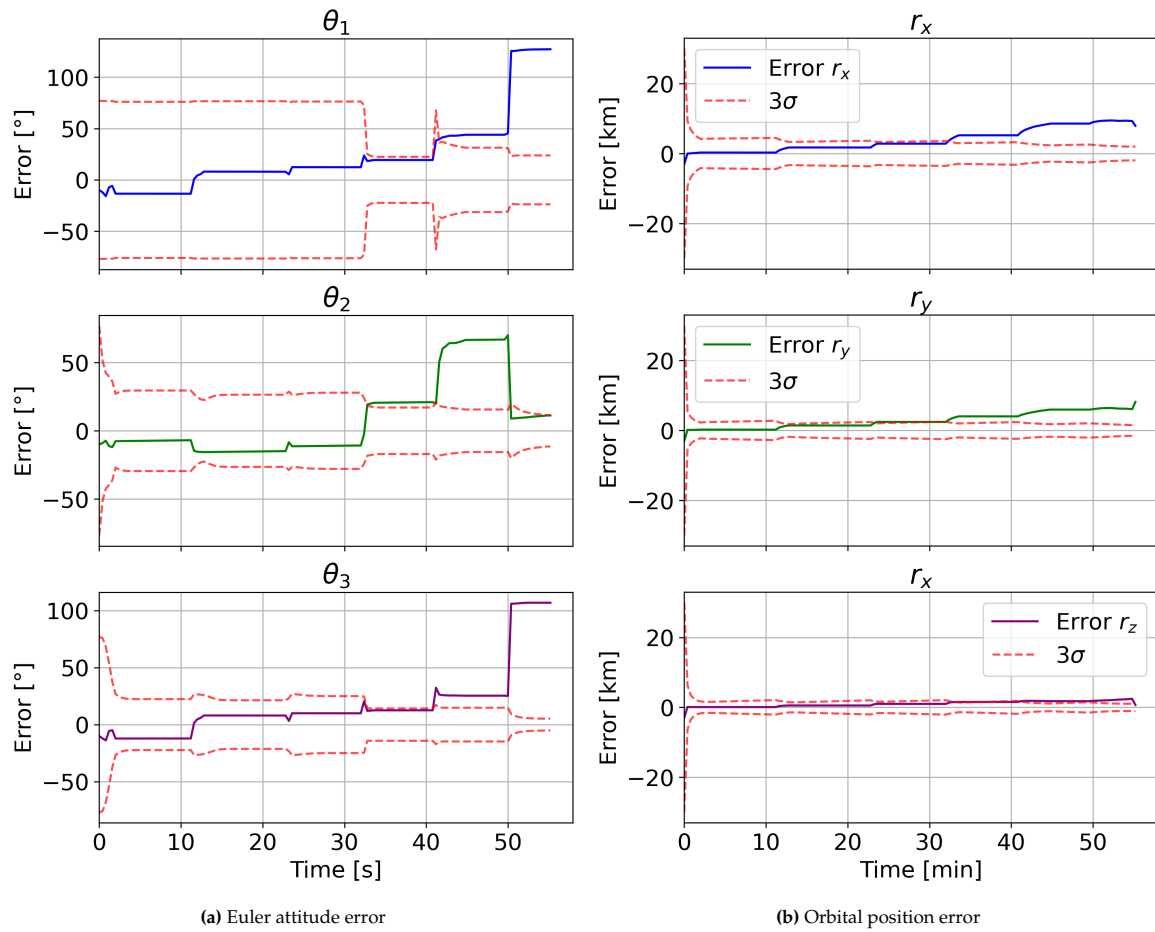 θ1
Error [°]
100
50
0
−50
θ2
Error [°]
50
0
−50
θ3
Error [°]
100
50
0
−50
0 10 20 30 40 50
Time [s]
(a) Euler attitude error
rx
Error [km]
20
0
−20
Error rx
3σ
ry
Error [km]
20
0
−20
Error ry
3σ
rx
Error [km]
20
0
−20
Error rz
3σ
0 10 20 30 40 50
Time [min]
(b) Orbital position error